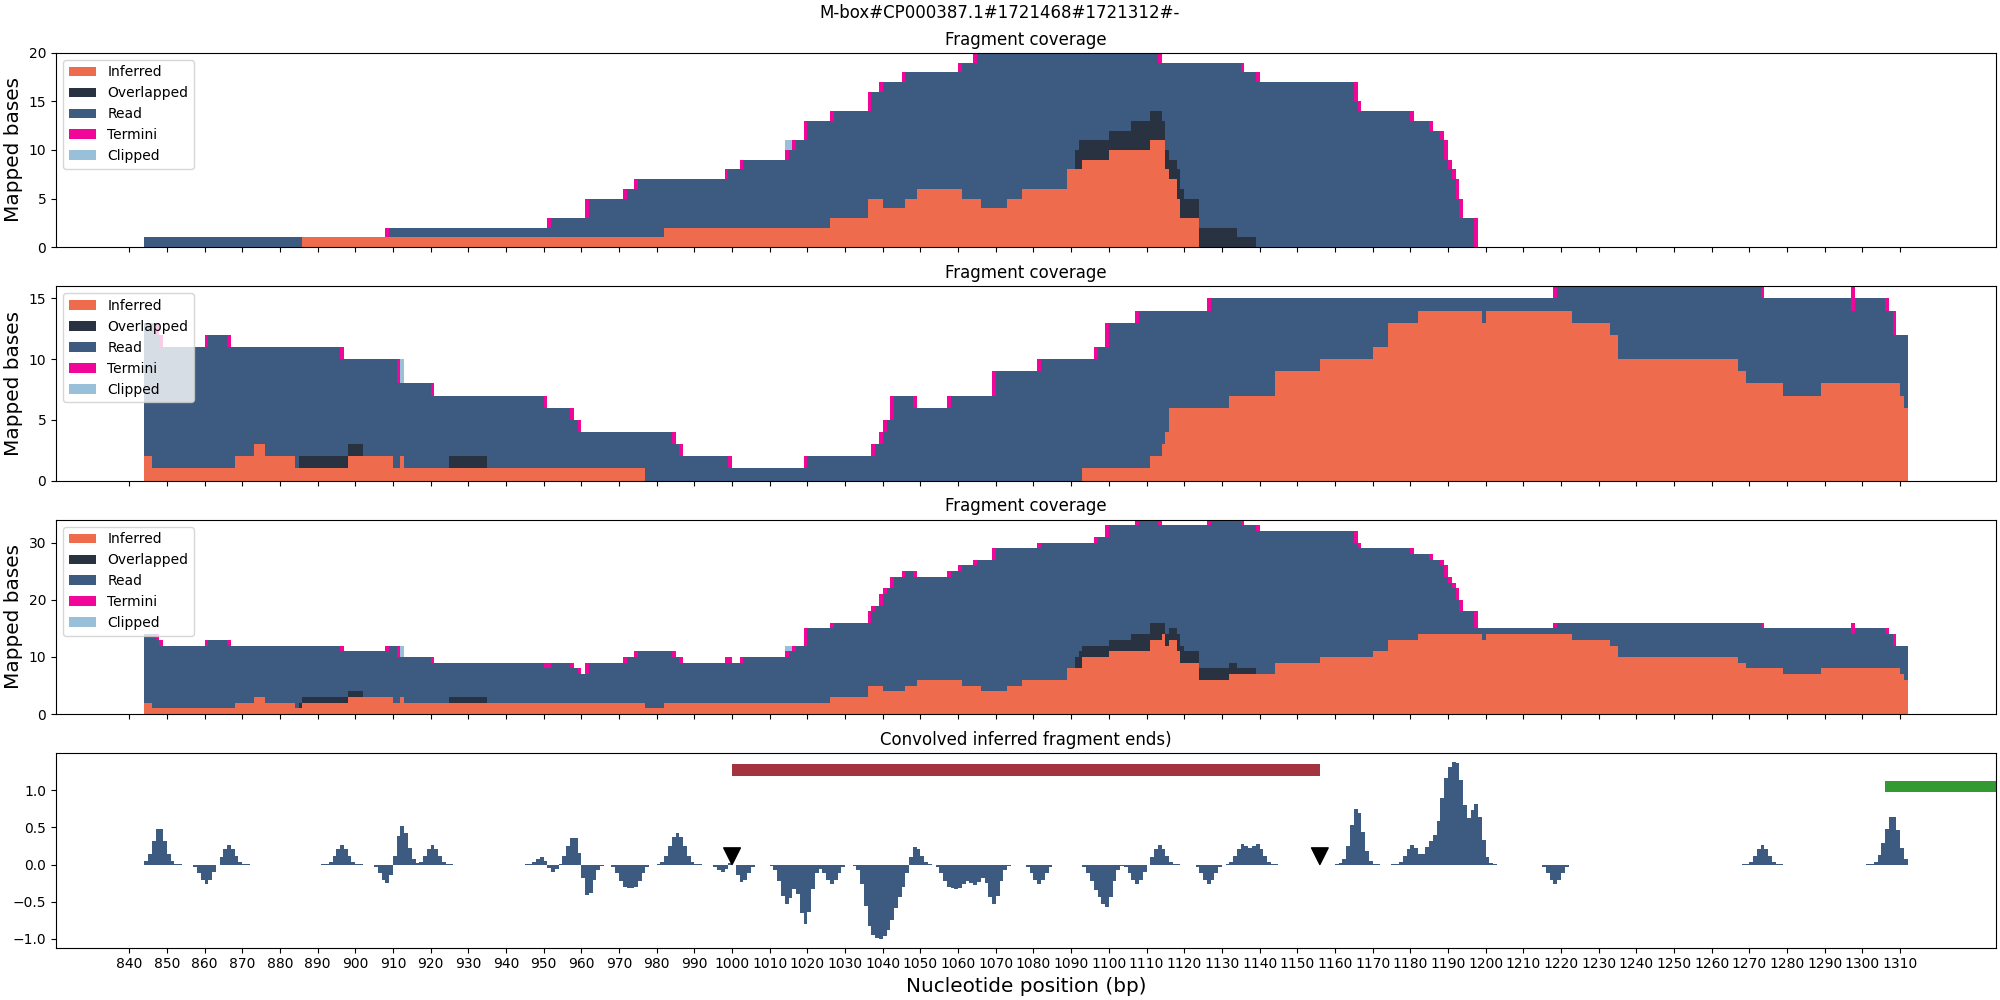 M-box#CP000387.1#1721468#1721312#-
Fragment coverage
Mapped bases
20
15
10
5
0
Inferred
Overlapped
Read
Termini
Clipped
Fragment coverage
Mapped bases
15
10
5
0
Inferred
Overlapped
Read
Termini
Clipped
Fragment coverage
Mapped bases
30
20
10
0
Inferred
Overlapped
Read
Termini
Clipped
Convolved inferred fragment ends)
1.0
0.5
0.0
−0.5
−1.0
840 850 860 870 880 890 900 910 920 930 940 950 960 970 980 990 1000 1010 1020 1030 1040 1050 1060 1070 1080 1090 1100 1110 1120 1130 1140 1150 1160 1170 1180 1190 1200 1210 1220 1230 1240 1250 1260 1270 1280 1290 1300 1310
Nucleotide position (bp)